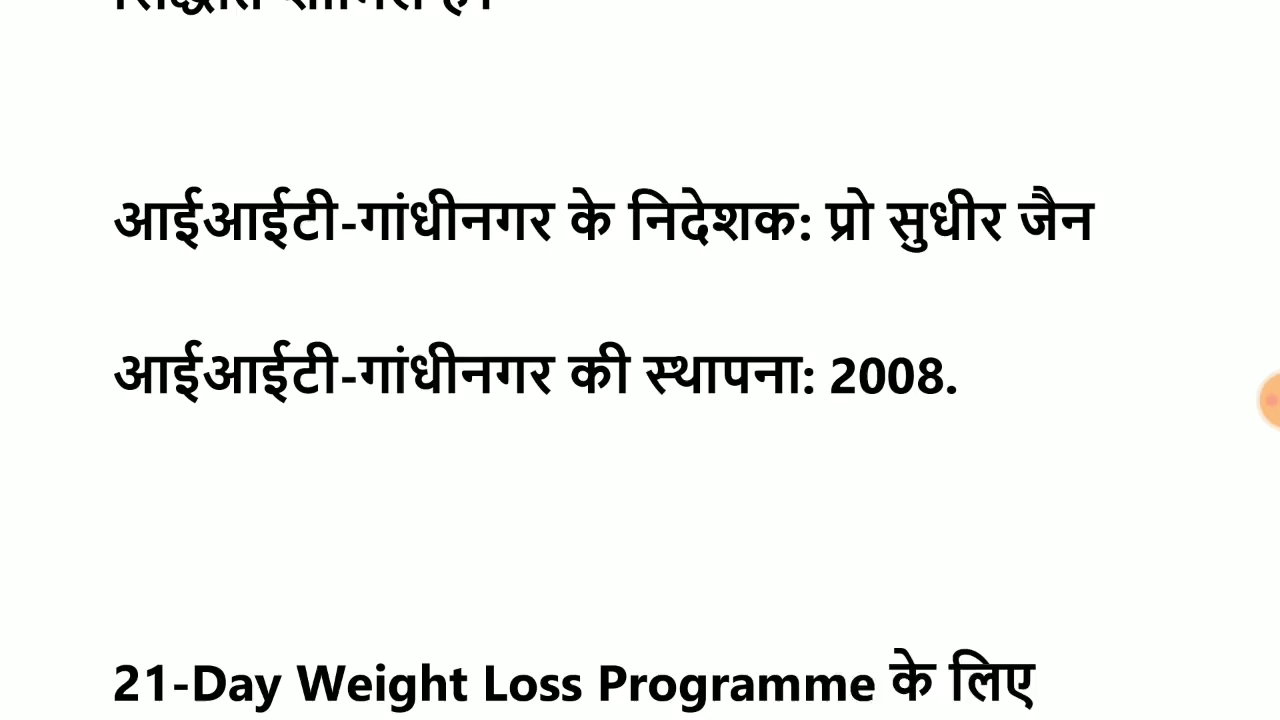 सिद्धांत शामिल हैं।
आईआईटी-गांधीनगर के निदेशक: प्रो सुधीर जैन
आईआईटी-गांधीनगर की स्थापना: 2008.
21-Day Weight Loss Programme के लिए